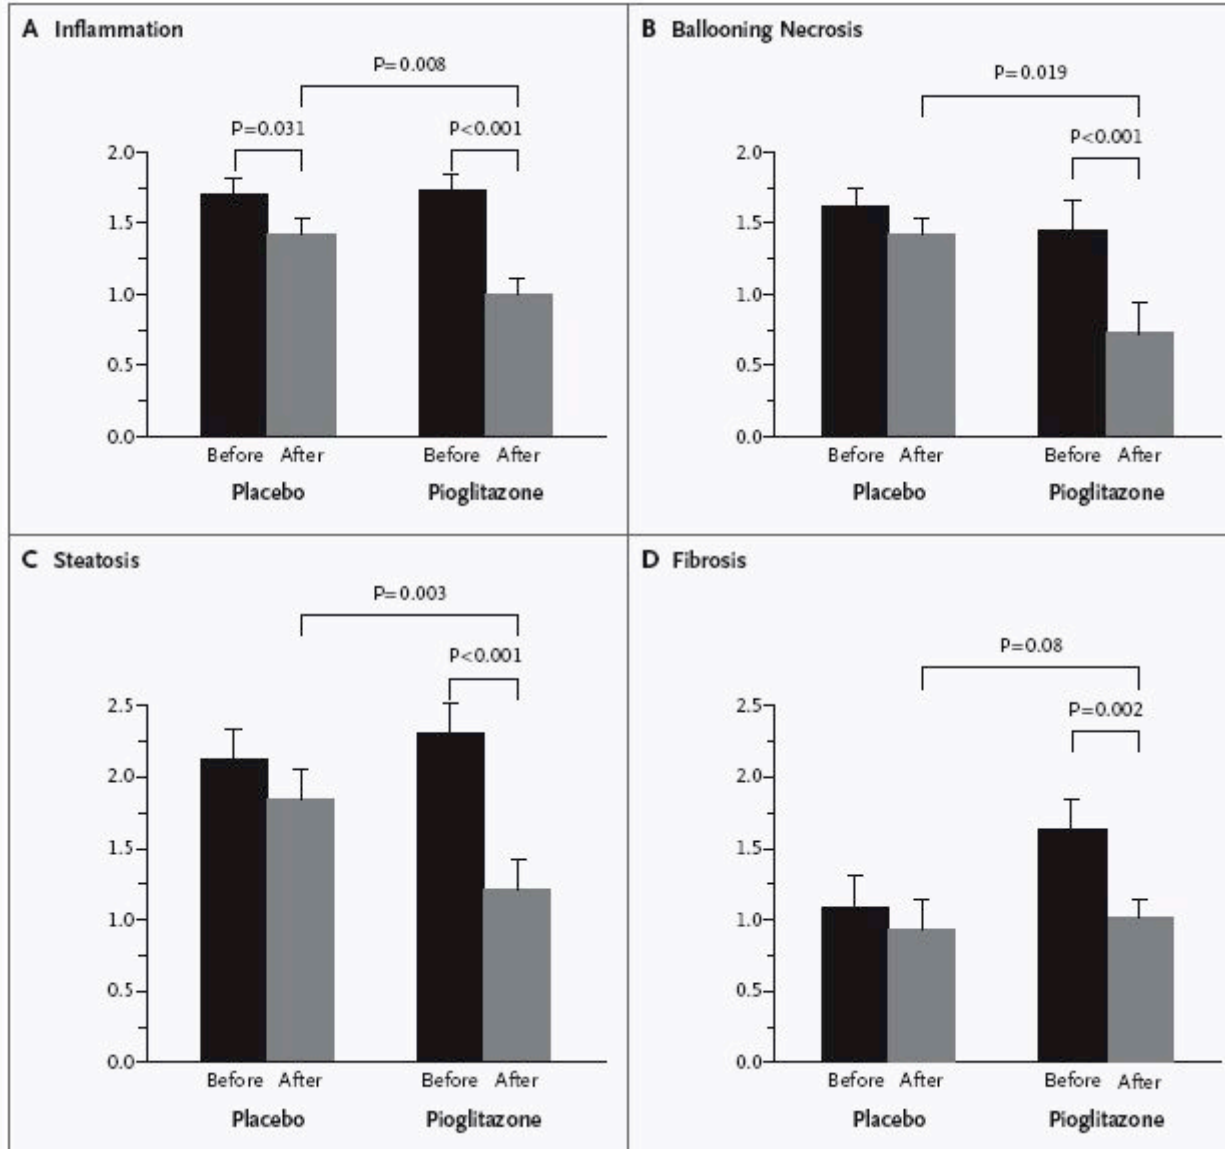 A Inflammation
P=0.008
P=0.031
P<0.001
2.0
1.5
1.0
0.5
0.0
Before After Before After
Placebo Pioglitazone
B Ballooning Necrosis
P=0.019
P<0.001
2.0
1.5
1.0
0.5
0.0
Before After Before After
Placebo Pioglitazone
C Steatosis
P=0.003
P<0.001
2.5
2.0
1.5
1.0
0.5
0.0
Before After Before After
Placebo Pioglitazone
D Fibrosis
P=0.08
P=0.002
2.5
2.0
1.5
1.0
0.5
0.0
Before After Before After
Placebo Pioglitazone